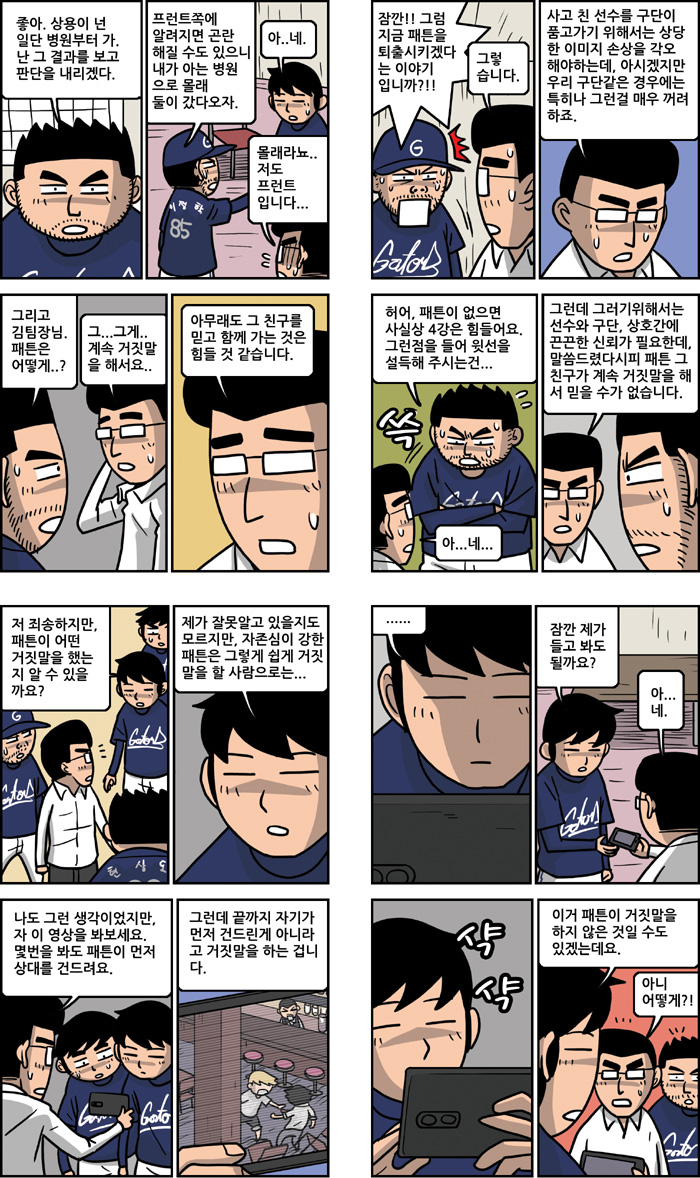 좋아. 상용이 넌
일단 병원부터 가.
난 그 결과를 보고
판단을 내리겠다.
프런트쪽에
알려지면 곤란
해질 수도 있으니
내가 아는 병원
으로 몰래
둘이 갔다오자.
아..네.
몰래라뇨..
저도
프런트
입니다...
G
85
그리고
김팀장님.
패튼은
어떻게..?
그...그게..
계속 거짓말
을 해서요..
아무래도 그 친구를
믿고 함께 가는 것은
힘들 것 같습니다.
잠깐!! 그럼
지금 패튼을
퇴출시키겠다
는 이야기
입니까?!!
그렇
습니다.
G
Gators
사고 친 선수를 구단이
품고가기 위해서는 상당
한 이미지 손상을 각오
해야하는데, 아시겠지만
우리 구단같은 경우에는
특히나 그런걸 매우 꺼려
하죠.
허어, 패튼이 없으면
사실상 4강은 힘들어요.
그런점을 들어 윗선을
설득해 주시는건...
쓱
아...네...
그런데 그러기위해서는
선수와 구단, 상호간에
끈끈한 신뢰가 필요한데,
말씀드렸다시피 패튼 그
친구가 계속 거짓말을 해
서 믿을 수가 없습니다.
저 죄송하지만,
패튼이 어떤
거짓말을 했는
지 알 수 있을
까요?
G
Gators
현상도
제가 잘못알고 있을지도
모르지만, 자존심이 강한
패튼은 그렇게 쉽게 거짓
말을 할 사람으로는...
나도 그런 생각이었지만,
자 이 영상을 봐보세요.
몇번을 봐도 패튼이 먼저
상대를 건드려요.
그런데 끝까지 자기가
먼저 건드린게 아니라
고 거짓말을 하는 겁니
다.
......
잠깐 제가
들고 봐도
될까요?
아...
네.
Gators
샥
샥
이거 패튼이 거짓말을
하지 않은 것일 수도
있겠는데요.
아니
어떻게?!